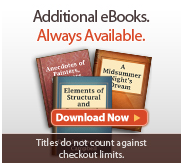 Additional eBooks.
Always Available.
Anecdotes of
Painters,
A
Midsummer
Night's
Dream
Elements of
Structural
and
Download Now
Titles do not count against
checkout limits.